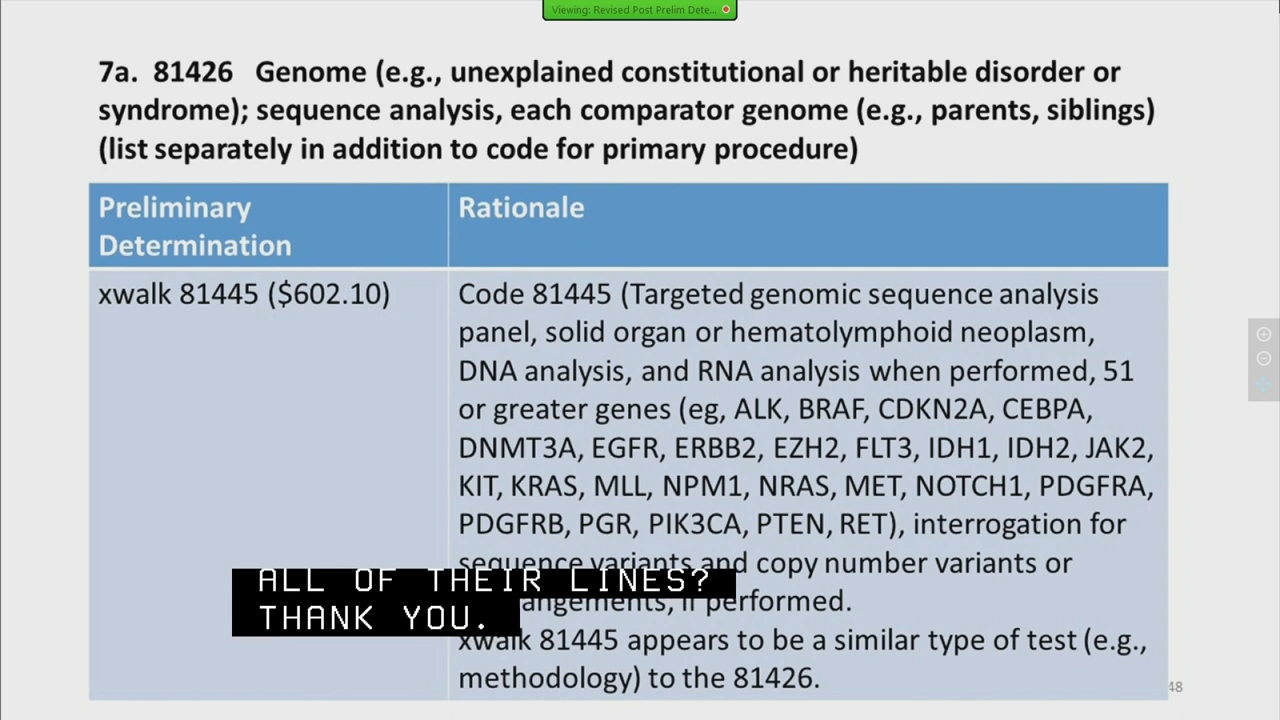 Viewing: Revised Post Prelim Dete...
7a. 81426 Genome (e.g., unexplained constitutional or heritable disorder or
syndrome); sequence analysis, each comparator genome (e.g., parents, siblings)
(list separately in addition to code for primary procedure)
Preliminary
Determination
Rationale
xwalk 81445 ($602.10)
Code 81445 (Targeted genomic sequence analysis
panel, solid organ or hematolymphoid neoplasm,
DNA analysis, and RNA analysis when performed, 51
or greater genes (eg, ALK, BRAF, CDKN2A, CEBPA,
DNMT3A, EGFR, ERBB2, EZH2, FLT3, IDH1, IDH2, JAK2,
KIT, KRAS, MLL, NPM1, NRAS, MET, NOTCH1, PDGFRA,
PDGFRB, PGR, PIK3CA, PTEN, RET), interrogation for
sequence variants and copy number variants or
if performed.
xwalk 81445 appears to be a similar type of test (e.g.,
methodology) to the 81426.
ALL OF THEIR LINES?
THANK YOU.
48